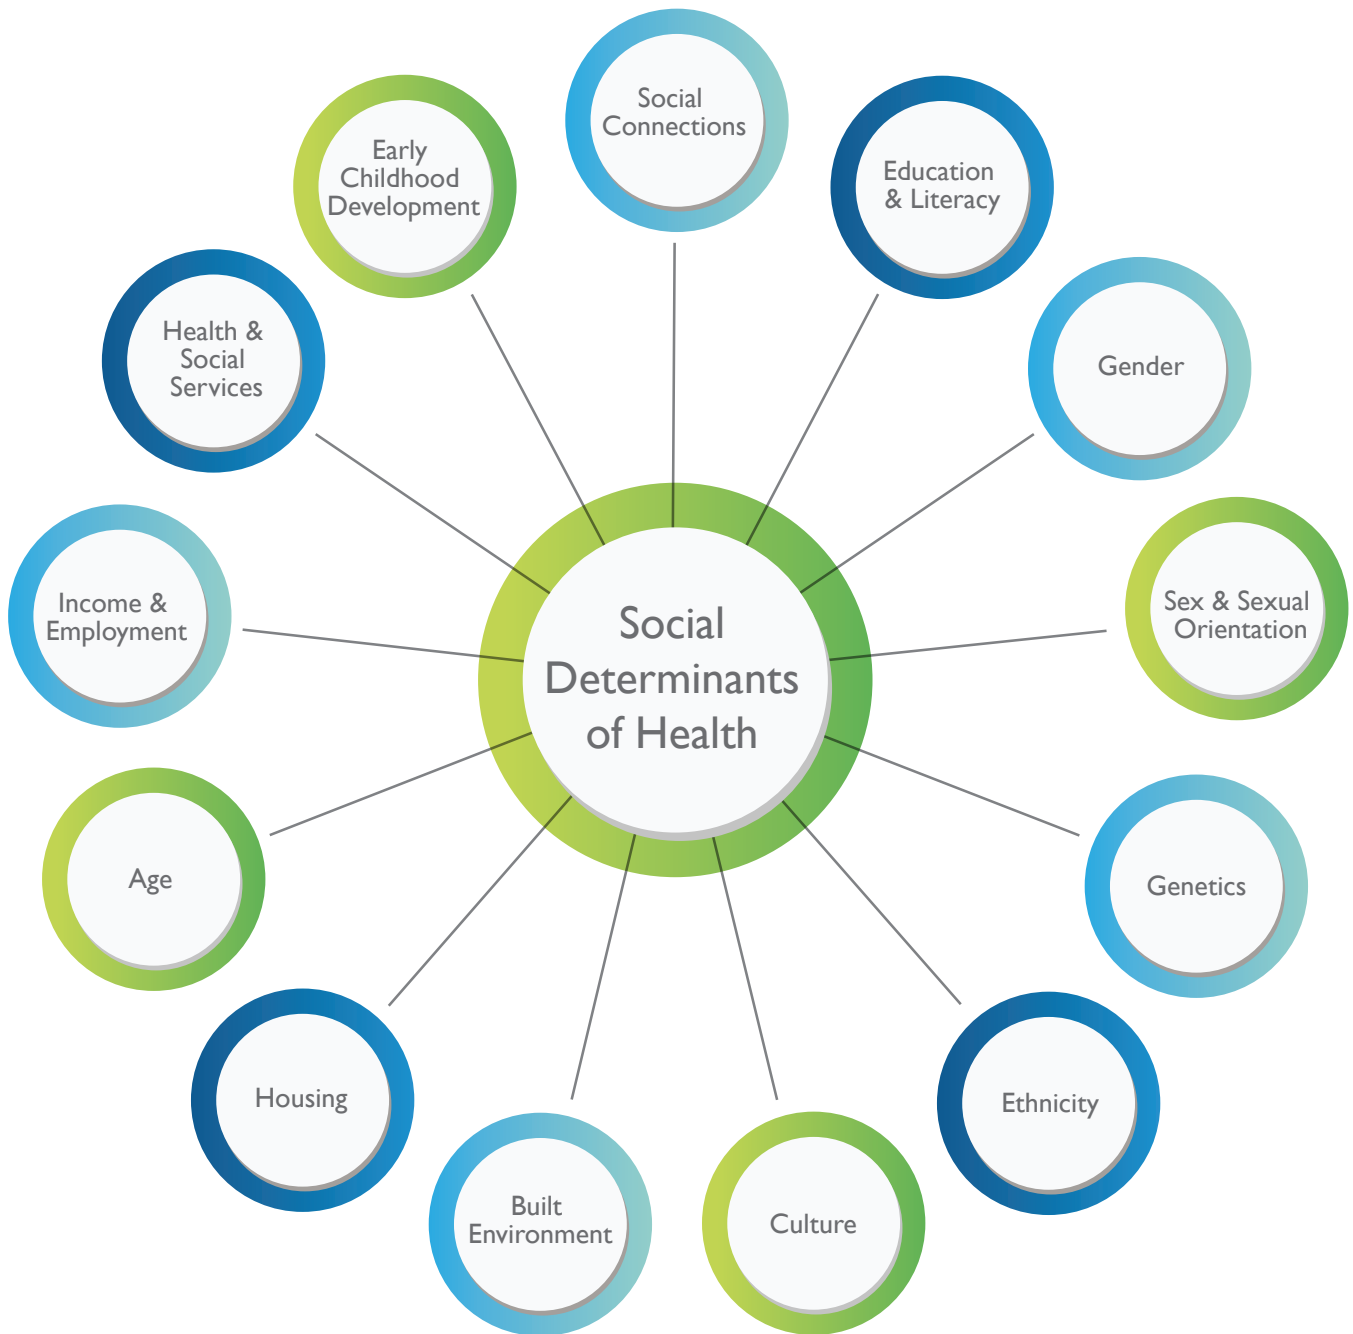 Social
Connections
Education
& Literacy
Gender
Sex & Sexual
Orientation
Genetics
Ethnicity
Culture
Built
Environment
Housing
Age
Income &
Employment
Health &
Social
Services
Early
Childhood
Development
Social
Determinants
of Health